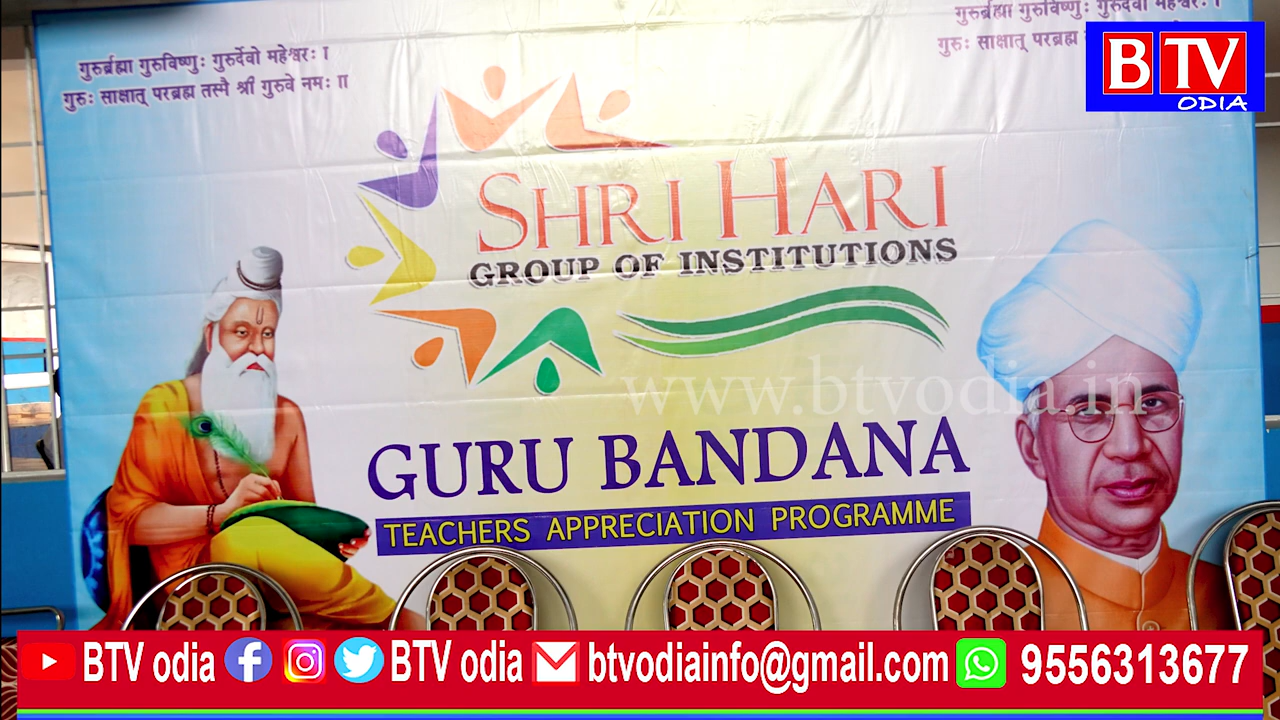 गुरुर्ब्रह्मा गुरुविष्णुः गुरुर्देवो महेश्वरः ।
गुरुः साक्षात् परब्रह्म तस्मै श्री गुरुवे नमः ॥
गुरुर्ब्रह्मा गुरुविष्णुः गुरुर्देवो महेश्वरः ।
गुरुः साक्षात् परब्रह्म
BTV
ODIA
SHRI HARI
GROUP OF INSTITUTIONS
www.btvodia.in
GURU BANDANA
TEACHERS APPRECIATION PROGRAMME
BTV odia BTV odia btvodiainfo@gmail.com 9556313677